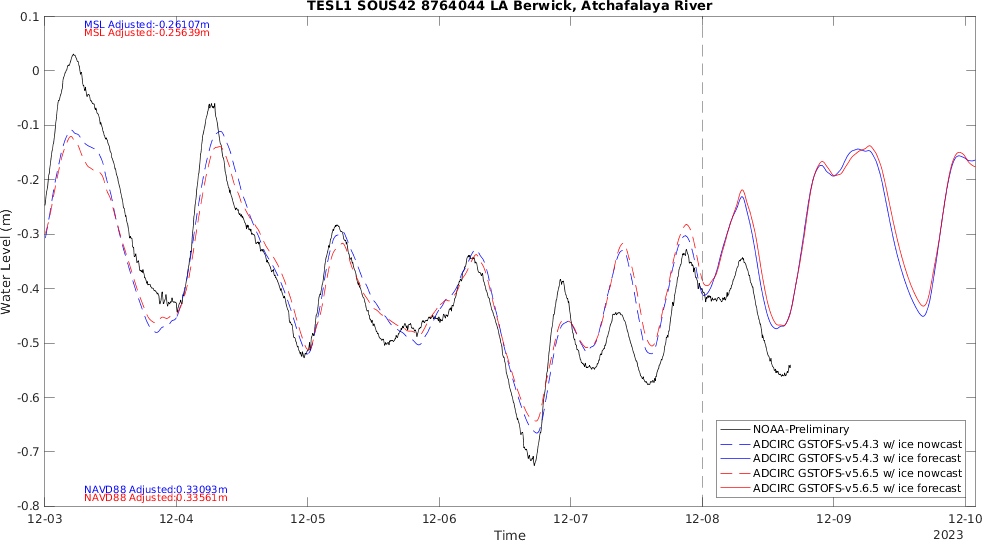 TESL1 SOUS42 8764044 LA Berwick, Atchafalaya River
MSL Adjusted:-0.26107m
MSL Adjusted:-0.25639m
0.1
0
-0.1
-0.2
-0.3
-0.4
-0.5
-0.6
-0.7
-0.8
Water Level (m)
NAVD88 Adjusted:0.33093m
NAVD88 Adjusted:0.33561m
NOAA-Preliminary
ADCIRC GSTOFS-v5.4.3 w/ ice nowcast
ADCIRC GSTOFS-v5.4.3 w/ ice forecast
ADCIRC GSTOFS-v5.6.5 w/ ice nowcast
ADCIRC GSTOFS-v5.6.5 w/ ice forecast
12-03 12-04 12-05 12-06 12-07 12-08 12-09 12-10
Time
2023